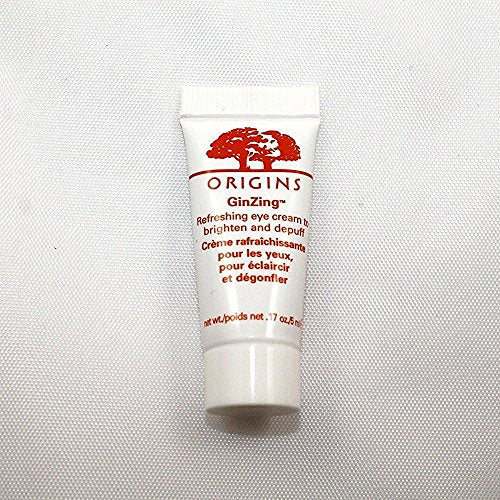 ORIGINS
GinZing™
Refreshing eye cream to
brighten and depuff
Crème rafraîchissante
pour les yeux,
pour éclaircir
et dégonfler
net wt./poids net .17 oz./5 ml